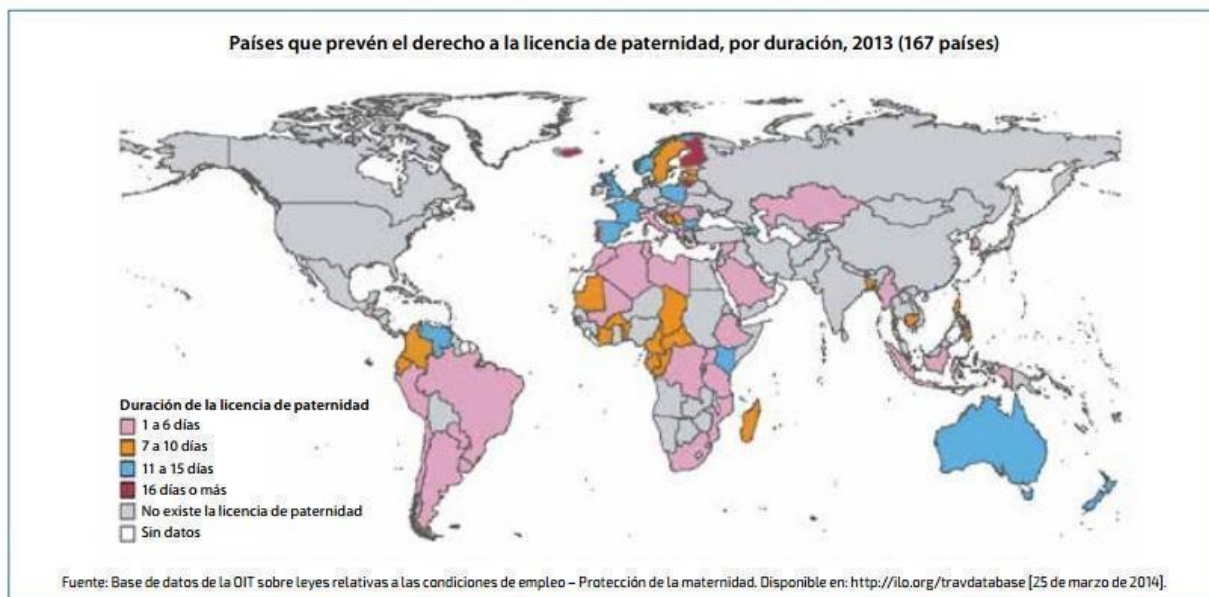 Países que prevén el derecho a la licencia de paternidad, por duración, 2013 (167 países)
Duración de la licencia de paternidad
1 a 6 días
7 a 10 días
11 a 15 días
16 días o más
No existe la licencia de paternidad
Sin datos
Fuente: Base de datos de la OIT sobre leyes relativas a las condiciones de empleo – Protección de la maternidad. Disponible en: http://ilo.org/travdatabase [25 de marzo de 2014].